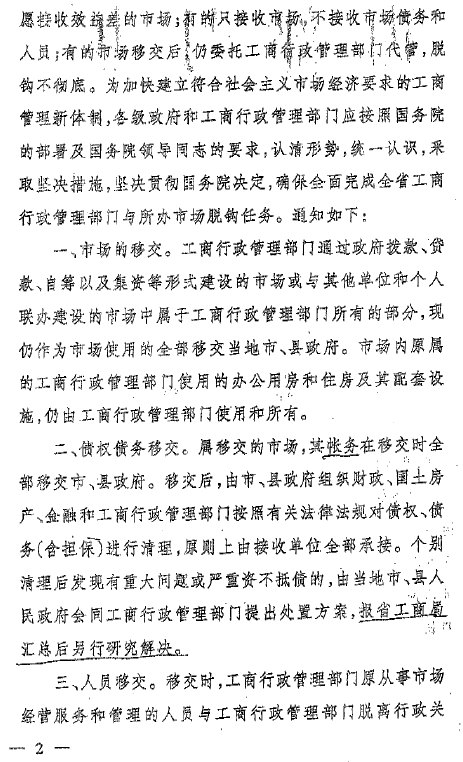 愿接收效益差的市场;有的只接收市场,不接收市场债务和
人员;有的市场移交后,仍委托工商行政管理部门代管,脱
钩不彻底。为加快建立符合社会主义市场经济要求的工商
管理新体制,各级政府和工商行政管理部门应按照国务院
的部署及国务院领导同志的要求,认清形势,统一认识,采
取坚决措施,坚决贯彻国务院决定,确保全面完成全省工商
行政管理部门与所办市场脱钩任务。通知如下:
一、市场的移交。工商行政管理部门通过政府拨款、贷
款、自筹以及集资等形式建设的市场或与其他单位和个人
联办建设的市场中属于工商行政管理部门所有的部分,现
仍作为市场使用的全部移交当地市、县政府。市场内原属
的工商行政管理部门使用的办公用房和住房及其配套设
施,仍由工商行政管理部门使用和所有。
二、债权债务移交。属移交的市场,其帐务在移交时全
部移交市、县政府。移交后,由市、县政府组织财政、国土房
产、金融和工商行政管理部门按照有关法律法规对债权、债
务(含担保)进行清理,原则上由接收单位全部承接。个别
清理后发现有重大问题或严重资不抵债的,由当地市、县人
民政府会同工商行政管理部门提出处置方案,报省工商局
汇总后另行研究解决。
三、人员移交。移交时,工商行政管理部门原从事市场
经营服务和管理的人员与工商行政管理部门脱离行政关
— 2 —